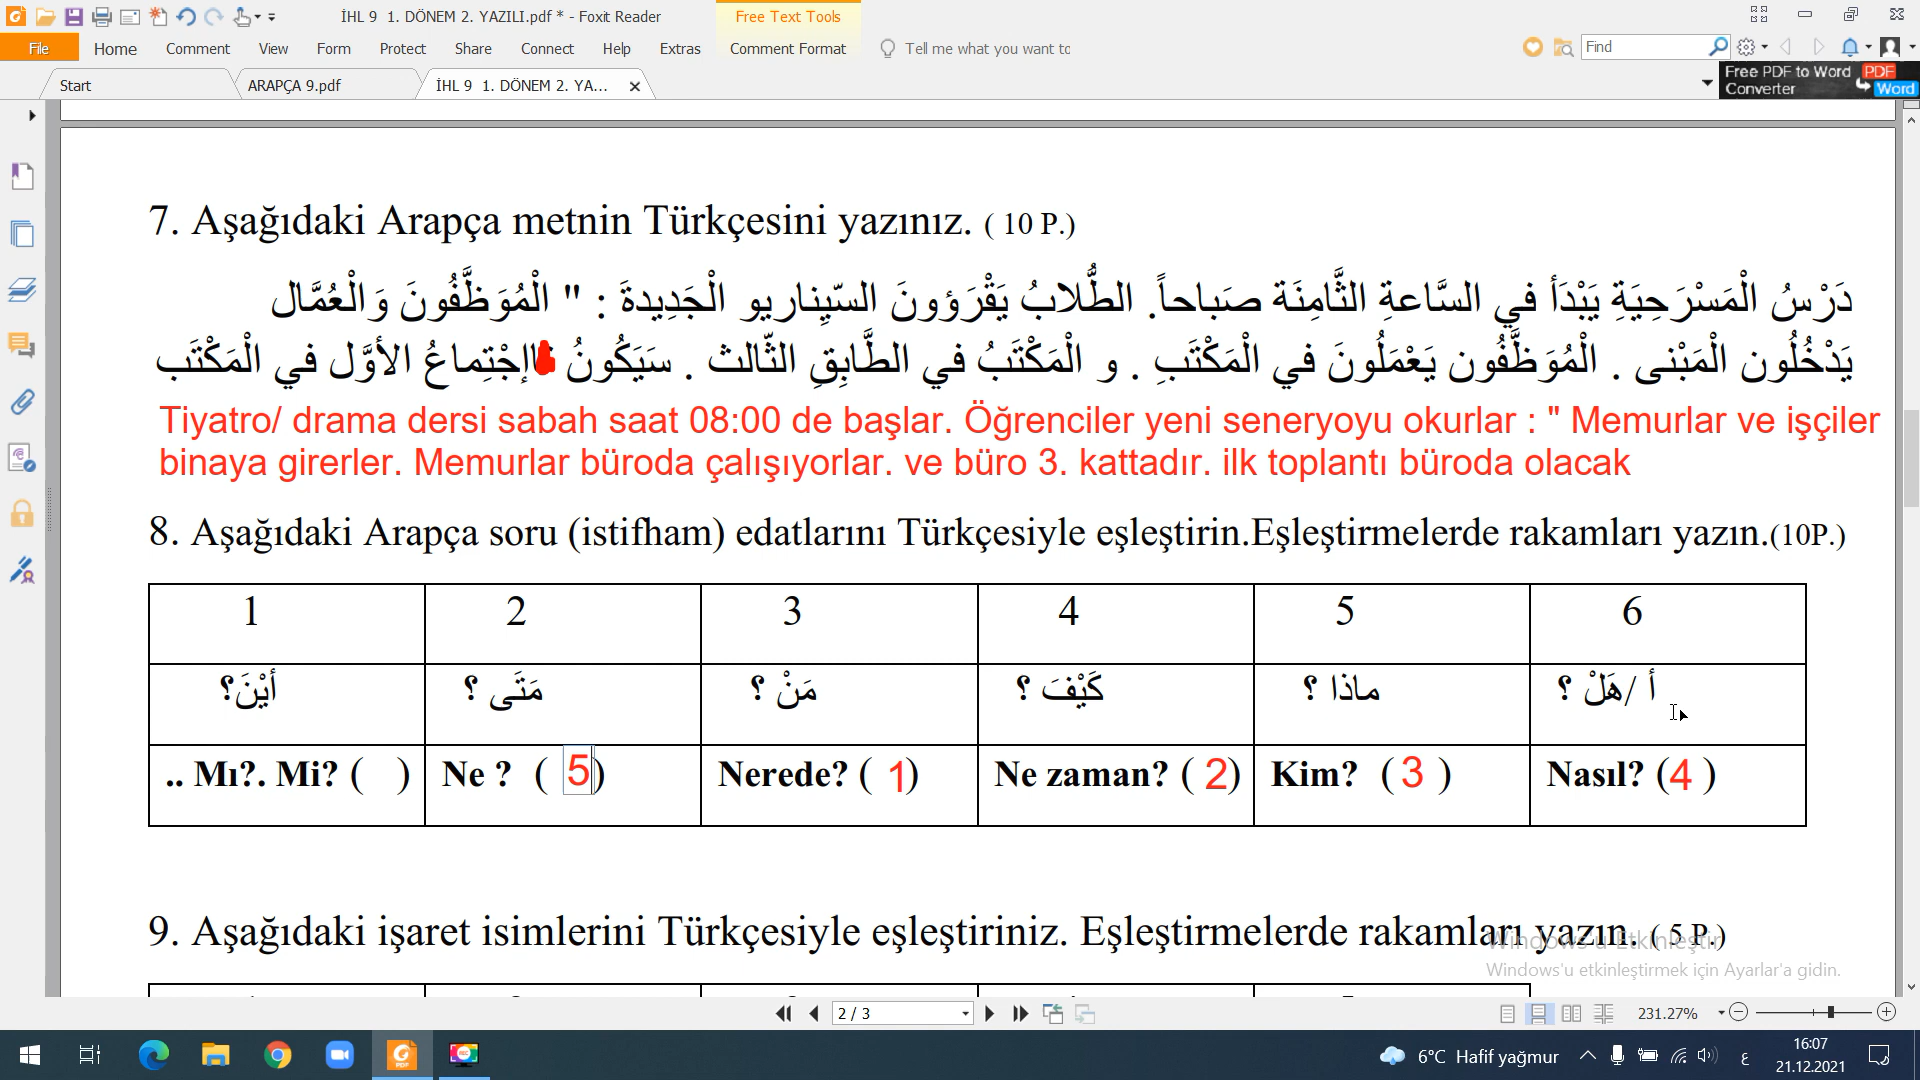 İHL 9 1. DÖNEM 2. YAZILI.pdf * - Foxit Reader
Free Text Tools
File Home Comment View Form Protect Share Connect Help Extras Comment Format Tell me what you want to
Find
Start ARAPÇA 9.pdf İHL 9 1. DÖNEM 2. YA...
Free PDF to Word
Converter
PDF
Word
7. Aşağıdaki Arapça metnin Türkçesini yazınız. ( 10 P.)
دَرْسُ الْمَسْرَحِيَةِ يَبْدَأ في السَّاعةِ الثَّامِنَة صَباحاً. الطُّلابُ يَقْرَؤونَ السّيِناريو الْجَدِيدةَ : " الْمُوَظَّفُونَ وَالْعُمَّال
يَدْخُلُون الْمَبْنى . الْمُوَظَّفُون يَعْمَلُونَ في الْمَكْتَبِ . و الْمَكْتَبُ في الطَّابِقِ الثّالث . سَيَكُونُ اإجْتِماعُ الأوَّل في الْمَكْتَب
Tiyatro/ drama dersi sabah saat 08:00 de başlar. Öğrenciler yeni seneryoyu okurlar : " Memurlar ve işçiler
binaya girerler. Memurlar büroda çalışıyorlar. ve büro 3. kattadır. ilk toplantı büroda olacak
8. Aşağıdaki Arapça soru (istifham) edatlarını Türkçesiyle eşleştirin.Eşleştirmelerde rakamları yazın.(10P.)
1 2 3 4 5 6
أيْنَ؟ مَتَى ؟ مَنْ ؟ كَيْفَ ؟ ماذا ؟ أ /هَلْ ؟
.. Mı?. Mi? ( ) Ne ? ( 5) Nerede? ( 1) Ne zaman? ( 2) Kim? ( 3 ) Nasıl? (4 )
9. Aşağıdaki işaret isimlerini Türkçesiyle eşleştiriniz. Eşleştirmelerde rakamları yazın. ( 5 P.)
Windows'u Etkinleştir
Windows'u etkinleştirmek için Ayarlar'a gidin.
2 / 3
231.27%
6°C Hafif yağmur
ع
16:07
21.12.2021